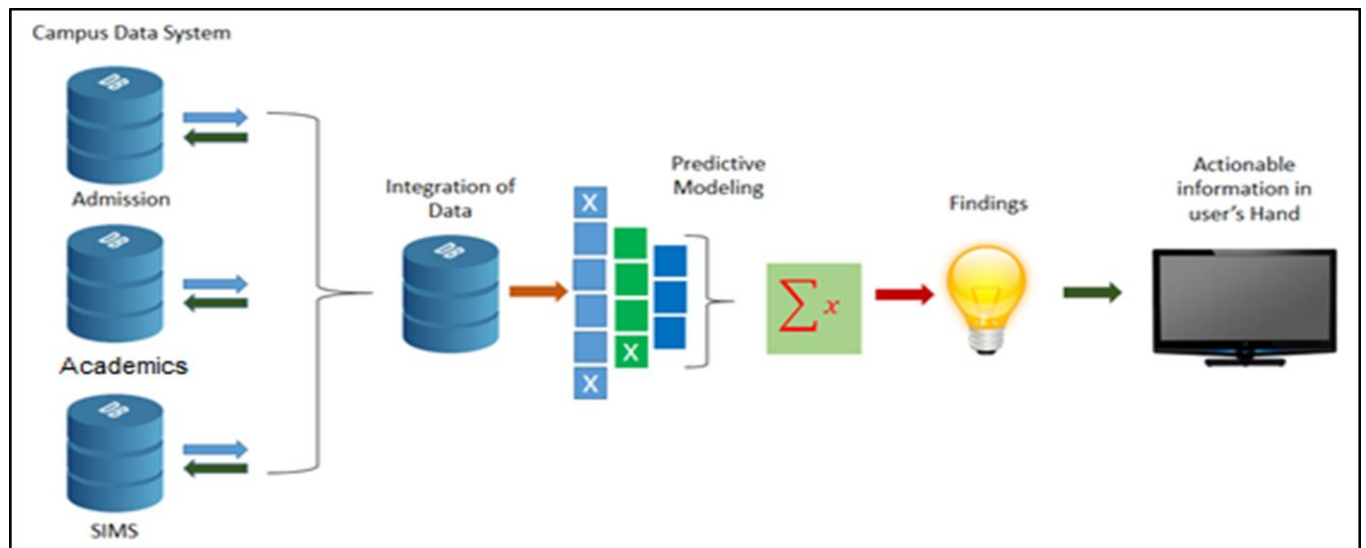 Campus Data System
Admission
Academics
SIMS
Integration of
Data
X
X
X
Predictive
Modeling
∑ x
Findings
Actionable
information in
user's Hand